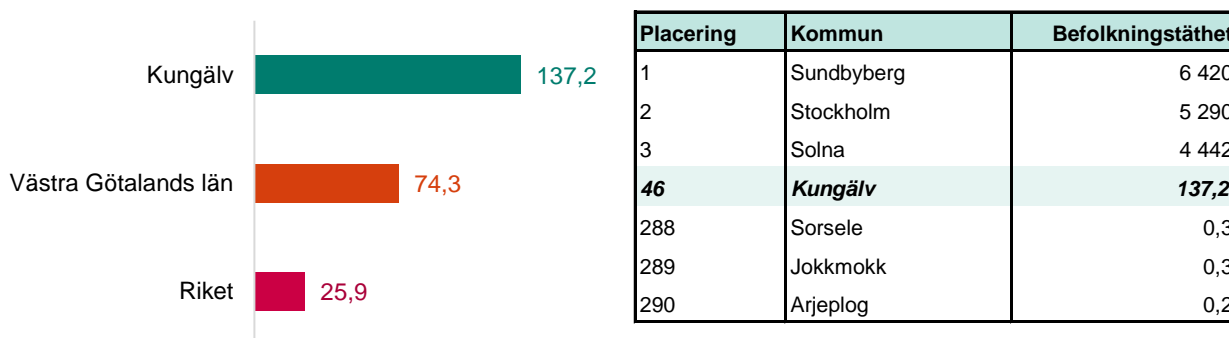 Kungälv 137,2
Västra Götalands län 74,3
Riket 25,9
Placering Kommun Befolkningstäthet
1 Sundbyberg 6 420
2 Stockholm 5 290
3 Solna 4 442
46 Kungälv 137,2
288 Sorsele 0,3
289 Jokkmokk 0,3
290 Arjeplog 0,2